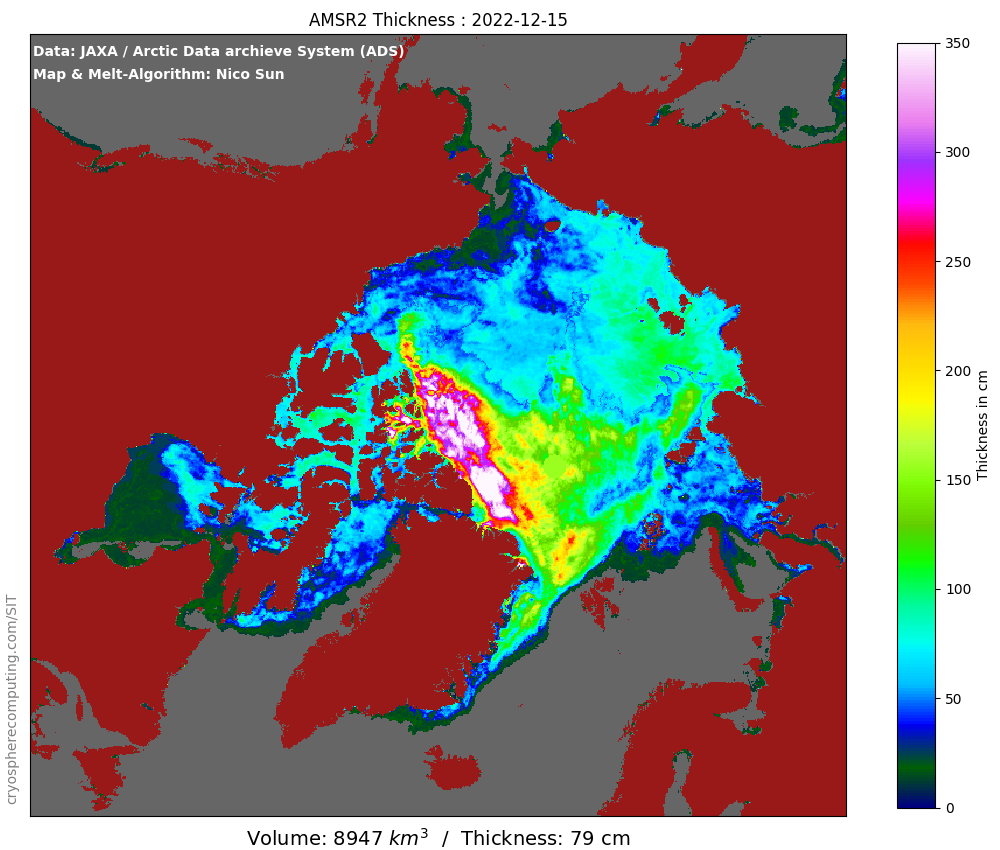 AMSR2 Thickness : 2022-12-15
Data: JAXA / Arctic Data archieve System (ADS)
Map & Melt-Algorithm: Nico Sun
350
300
250
200
150
100
50
0
Thickness in cm
cryospherecomputing.com/SIT
Volume: 8947 km³ / Thickness: 79 cm